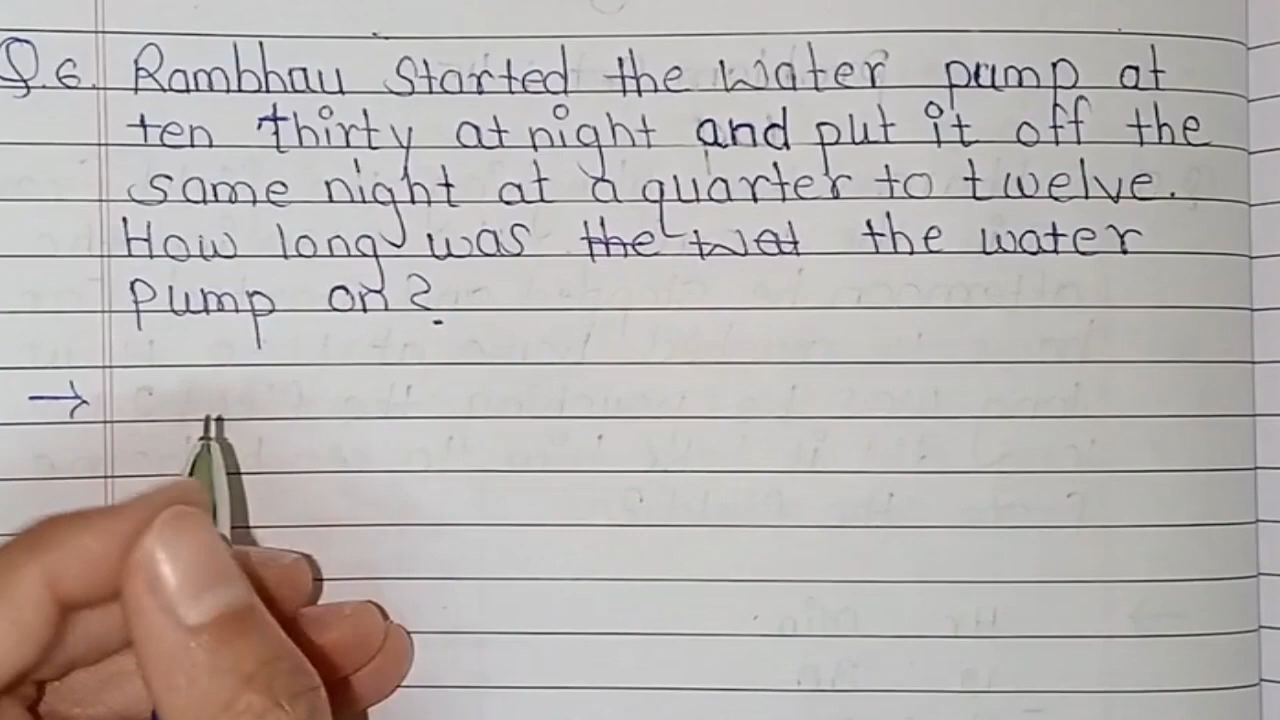 Q.6. Rambhau started the water pump at
ten thirty at night and put it off the
same night at a quarter to twelve.
How long was the wat the water
pump on?
→